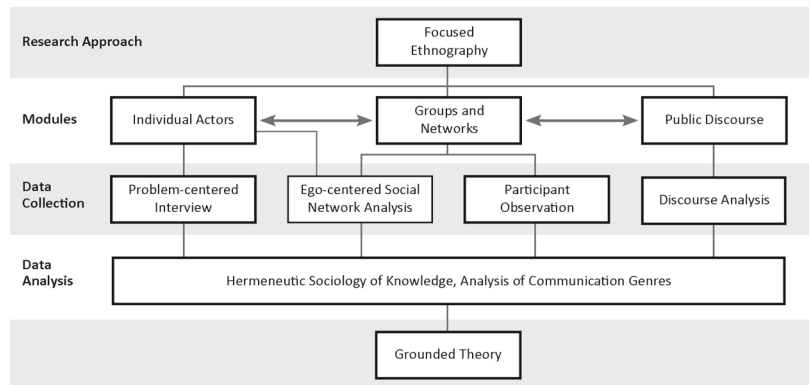 Research Approach
Focused
Ethnography
Modules
Individual Actors
Groups and
Networks
Public Discourse
Data
Collection
Problem-centered
Interview
Ego-centered Social
Network Analysis
Participant
Observation
Discourse Analysis
Data
Analysis
Hermeneutic Sociology of Knowledge, Analysis of Communication Genres
Grounded Theory